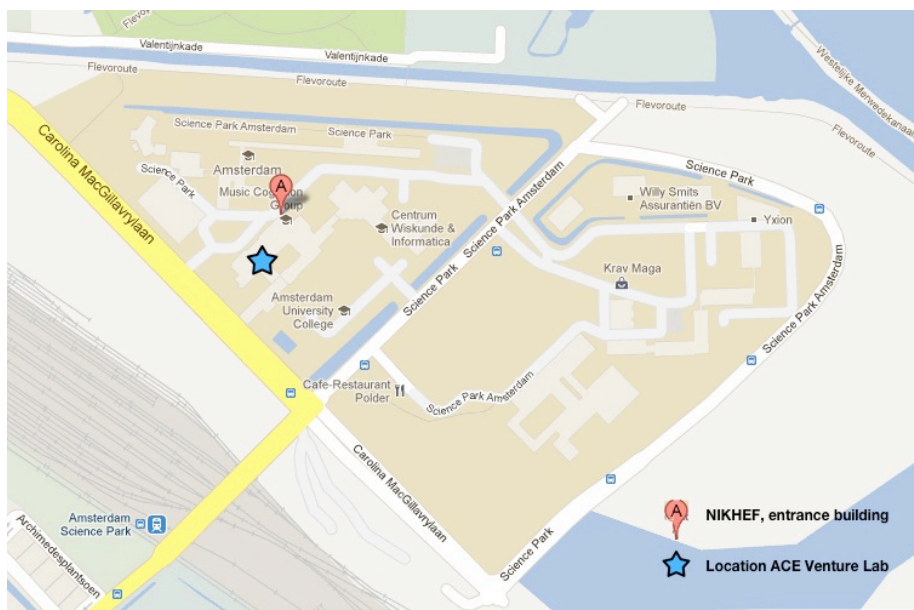 Flevopa
Valentijnkade
Valentijnkade
Flevoroute
Flevoroute
Westelijke Merwedekanaal
Flevoroute
Carolina MacGillavrylaan
Science Park Amsterdam
Science Park
Science Park
Amsterdam
Music Cognition
Group
A
Science Park
Centrum
Wiskunde &
Informatica
Science Park Amsterdam
Science Park
Willy Smits
Assurantiën BV
Yxion
Krav Maga
Amsterdam
University
College
Science Park Amsterdam
Cafe-Restaurant
Polder
Science Park Amsterdam
Carolina MacGillavrylaan
Science Park
Amsterdam
Science Park
Archimedesplantsoen
A
NIKHEF, entrance building
Location ACE Venture Lab